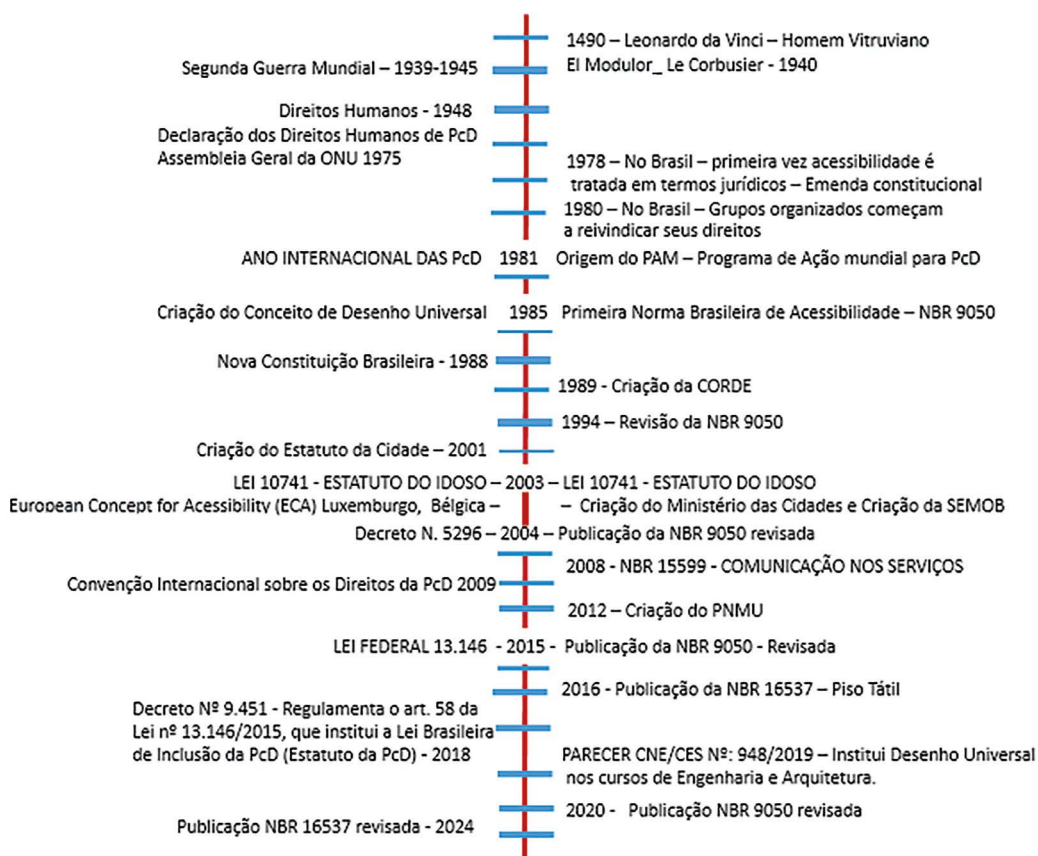 1490 – Leonardo da Vinci – Homem Vitruviano
Segunda Guerra Mundial – 1939-1945
El Modulor_ Le Corbusier - 1940
Direitos Humanos - 1948
Declaração dos Direitos Humanos de PcD
Assembleia Geral da ONU 1975
1978 – No Brasil – primeira vez acessibilidade é
tratada em termos jurídicos – Emenda constitucional
1980 – No Brasil – Grupos organizados começam
a reivindicar seus direitos
ANO INTERNACIONAL DAS PcD 1981 Origem do PAM – Programa de Ação mundial para PcD
Criação do Conceito de Desenho Universal 1985 Primeira Norma Brasileira de Acessibilidade – NBR 9050
Nova Constituição Brasileira - 1988
1989 - Criação da CORDE
1994 – Revisão da NBR 9050
Criação do Estatuto da Cidade – 2001
LEI 10741 - ESTATUTO DO IDOSO – 2003 – LEI 10741 - ESTATUTO DO IDOSO
European Concept for Acessibility (ECA) Luxemburgo, Bélgica – – Criação do Ministério das Cidades e Criação da SEMOB
Decreto N. 5296 – 2004 – Publicação da NBR 9050 revisada
2008 - NBR 15599 - COMUNICAÇÃO NOS SERVIÇOS
Convenção Internacional sobre os Direitos da PcD 2009
2012 – Criação do PNMU
LEI FEDERAL 13.146 - 2015 - Publicação da NBR 9050 - Revisada
2016 - Publicação da NBR 16537 – Piso Tátil
Decreto Nº 9.451 - Regulamenta o art. 58 da
Lei nº 13.146/2015, que institui a Lei Brasileira
de Inclusão da PcD (Estatuto da PcD) - 2018
PARECER CNE/CES Nº: 948/2019 – Institui Desenho Universal
nos cursos de Engenharia e Arquitetura.
2020 - Publicação NBR 9050 revisada
Publicação NBR 16537 revisada - 2024